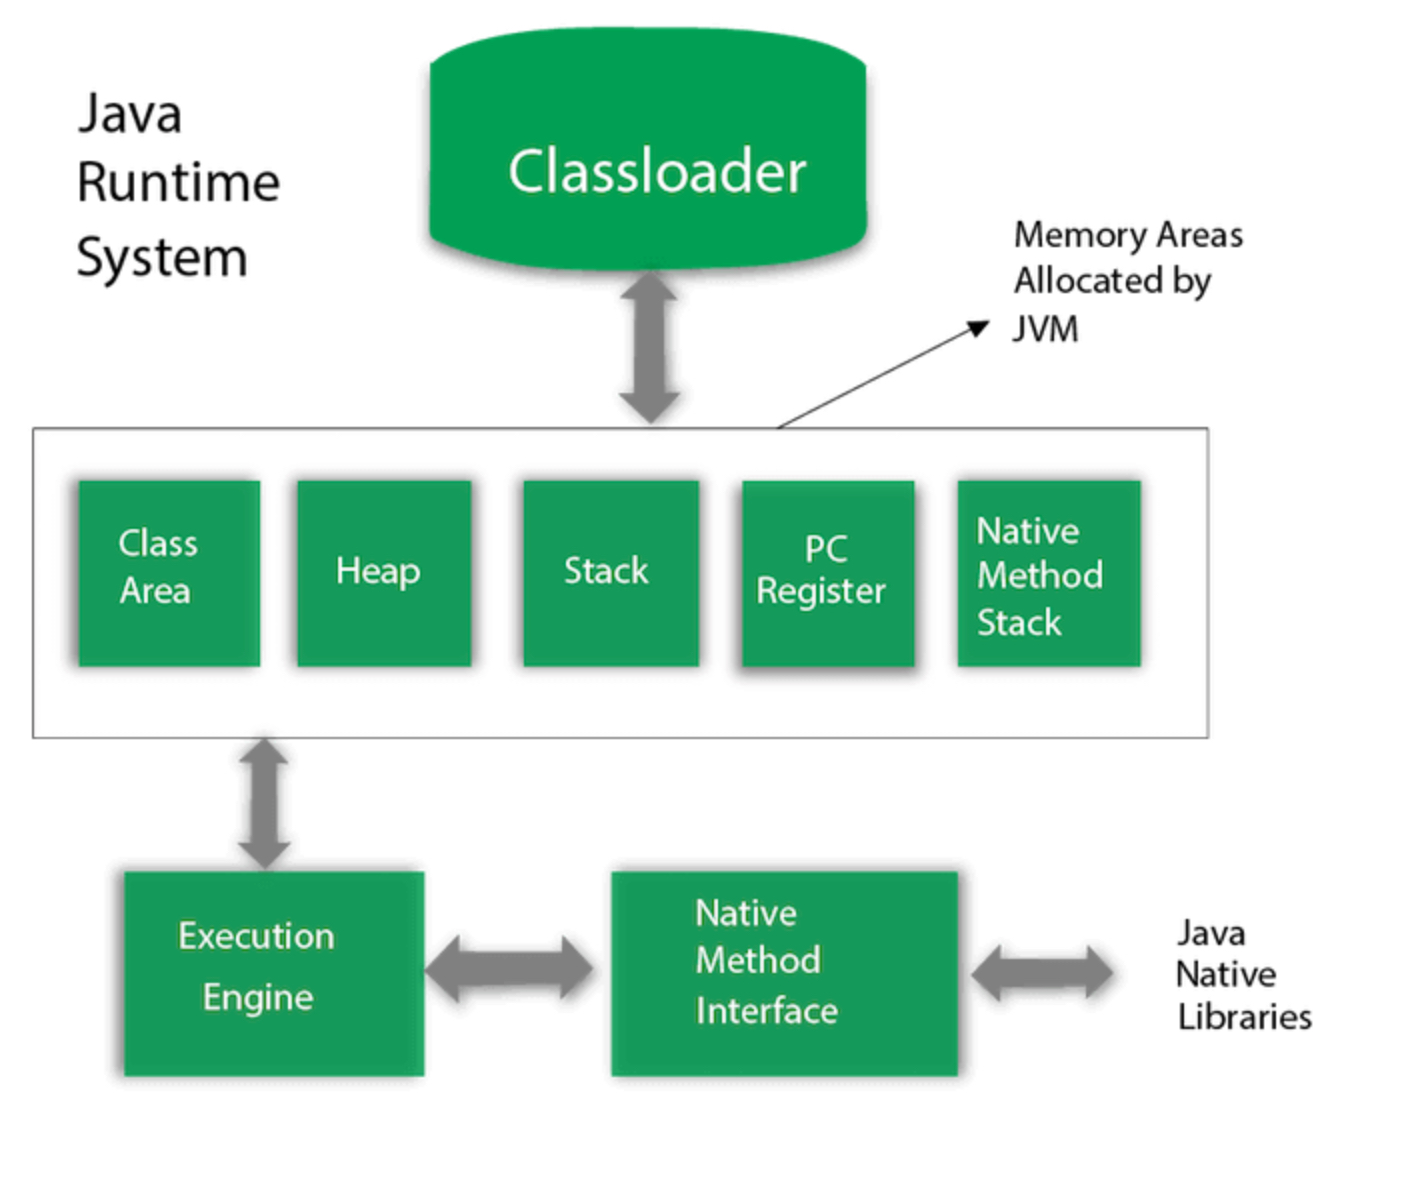 Java
Runtime
System
Classloader
Memory Areas
Allocated by
JVM
Class
Area
Heap
Stack
PC
Register
Native
Method
Stack
Execution
Engine
Native
Method
Interface
Java
Native
Libraries